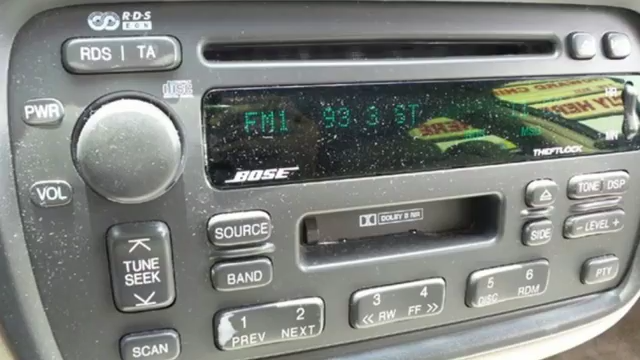 RDS
EON
RDS | TA
PWR
FM1 93 3 ST
BOSE
THEFTLOCK
VOL
TUNE
SEEK
SOURCE
BAND
DOLBY B NR
SIDE
TONE DSP
- LEVEL +
PTY
1 2
PREV NEXT
3 4
<< RW FF >>
5 6
DISC RDM
SCAN